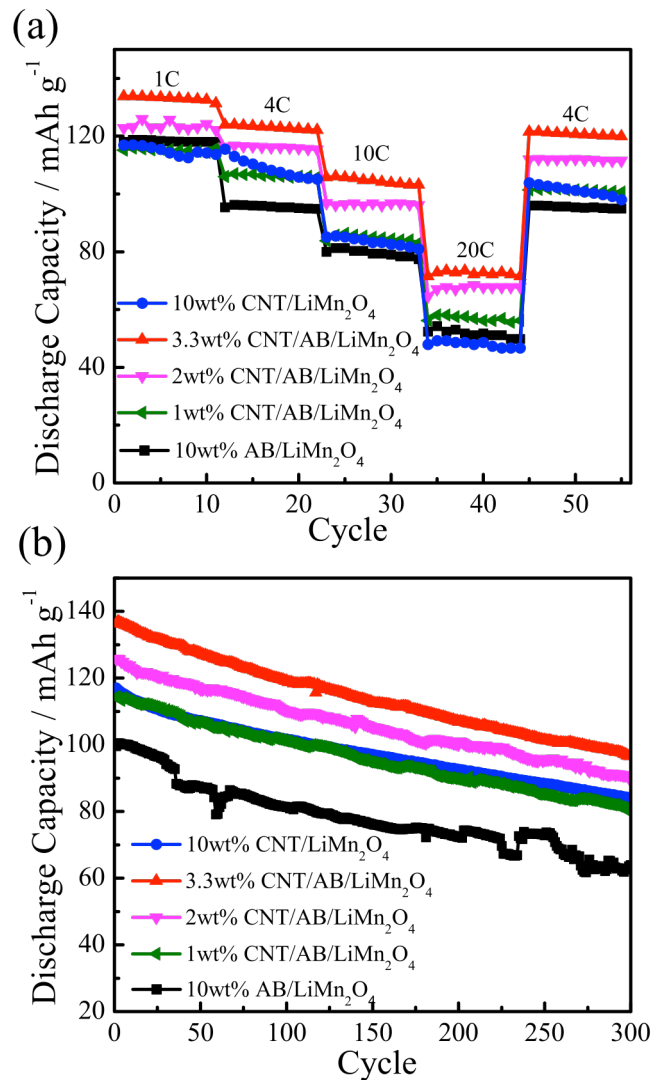 (a)
1C
4C
10C
20C
4C
160
120
80
40
0
Discharge Capacity / mAh g⁻¹
10wt% CNT/LiMn₂O₄
3.3wt% CNT/AB/LiMn₂O₄
2wt% CNT/AB/LiMn₂O₄
1wt% CNT/AB/LiMn₂O₄
10wt% AB/LiMn₂O₄
0 10 20 30 40 50
Cycle
(b)
140
120
100
80
60
40
20
Discharge Capacity / mAh g⁻¹
10wt% CNT/LiMn₂O₄
3.3wt% CNT/AB/LiMn₂O₄
2wt% CNT/AB/LiMn₂O₄
1wt% CNT/AB/LiMn₂O₄
10wt% AB/LiMn₂O₄
0 50 100 150 200 250 300
Cycle